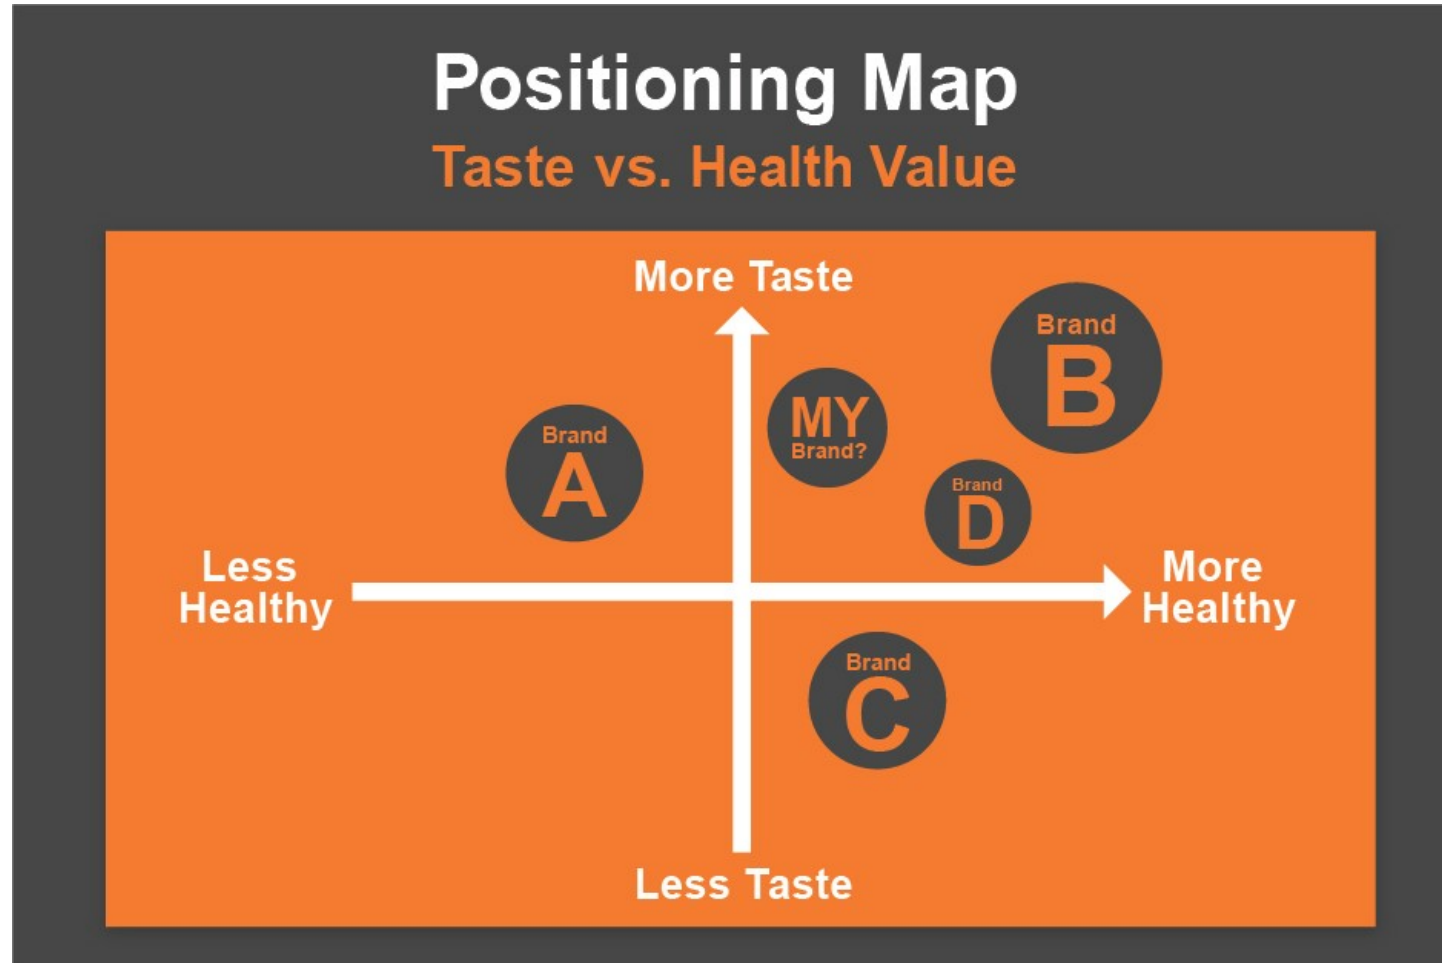 Positioning Map
Taste vs. Health Value
More Taste
Brand
B
MY
Brand?
Brand
A
Brand
D
Less
Healthy
More
Healthy
Brand
C
Less Taste